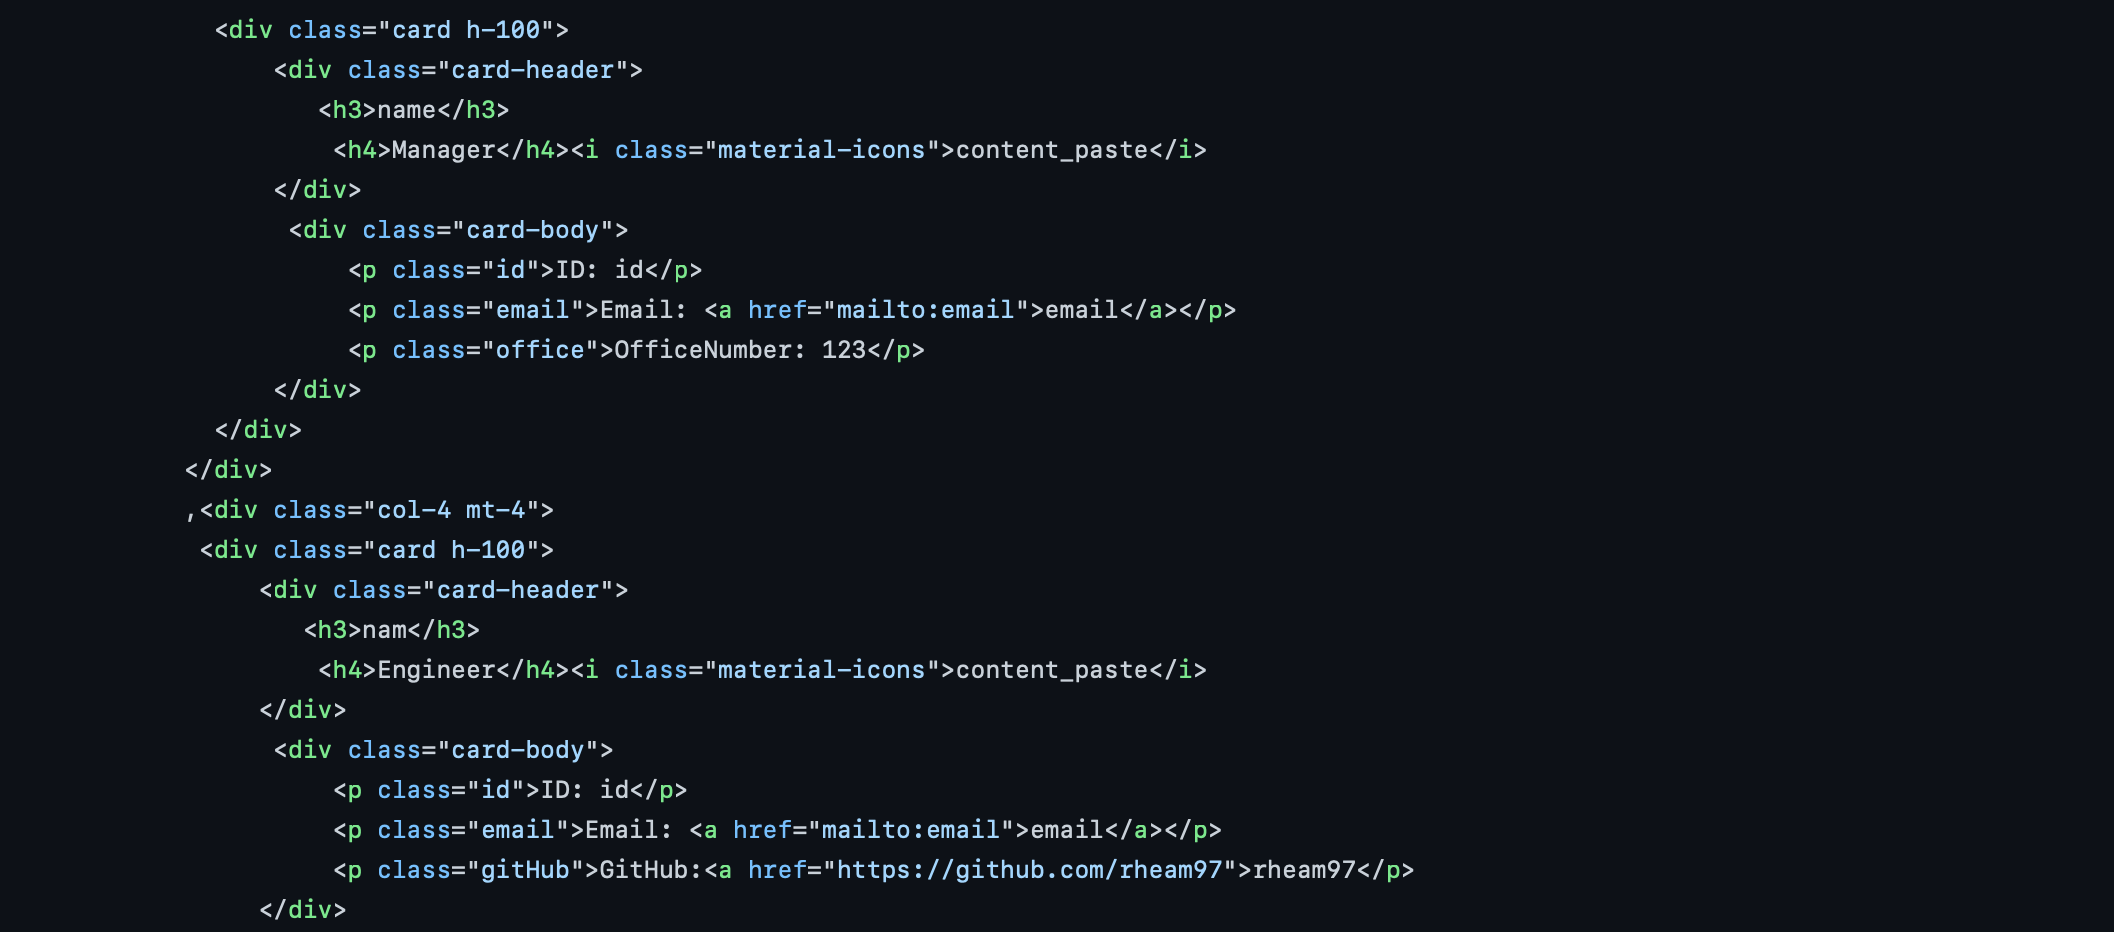 <div class="card h-100">
<div class="card-header">
<h3>name</h3>
<h4>Manager</h4><i class="material-icons">content_paste</i>
</div>
<div class="card-body">
<p class="id">ID: id</p>
<p class="email">Email: <a href="mailto:email">email</a></p>
<p class="office">OfficeNumber: 123</p>
</div>
</div>
</div>
,<div class="col-4 mt-4">
<div class="card h-100">
<div class="card-header">
<h3>nam</h3>
<h4>Engineer</h4><i class="material-icons">content_paste</i>
</div>
<div class="card-body">
<p class="id">ID: id</p>
<p class="email">Email: <a href="mailto:email">email</a></p>
<p class="gitHub">GitHub:<a href="https://github.com/rheam97">rheam97</p>
</div>